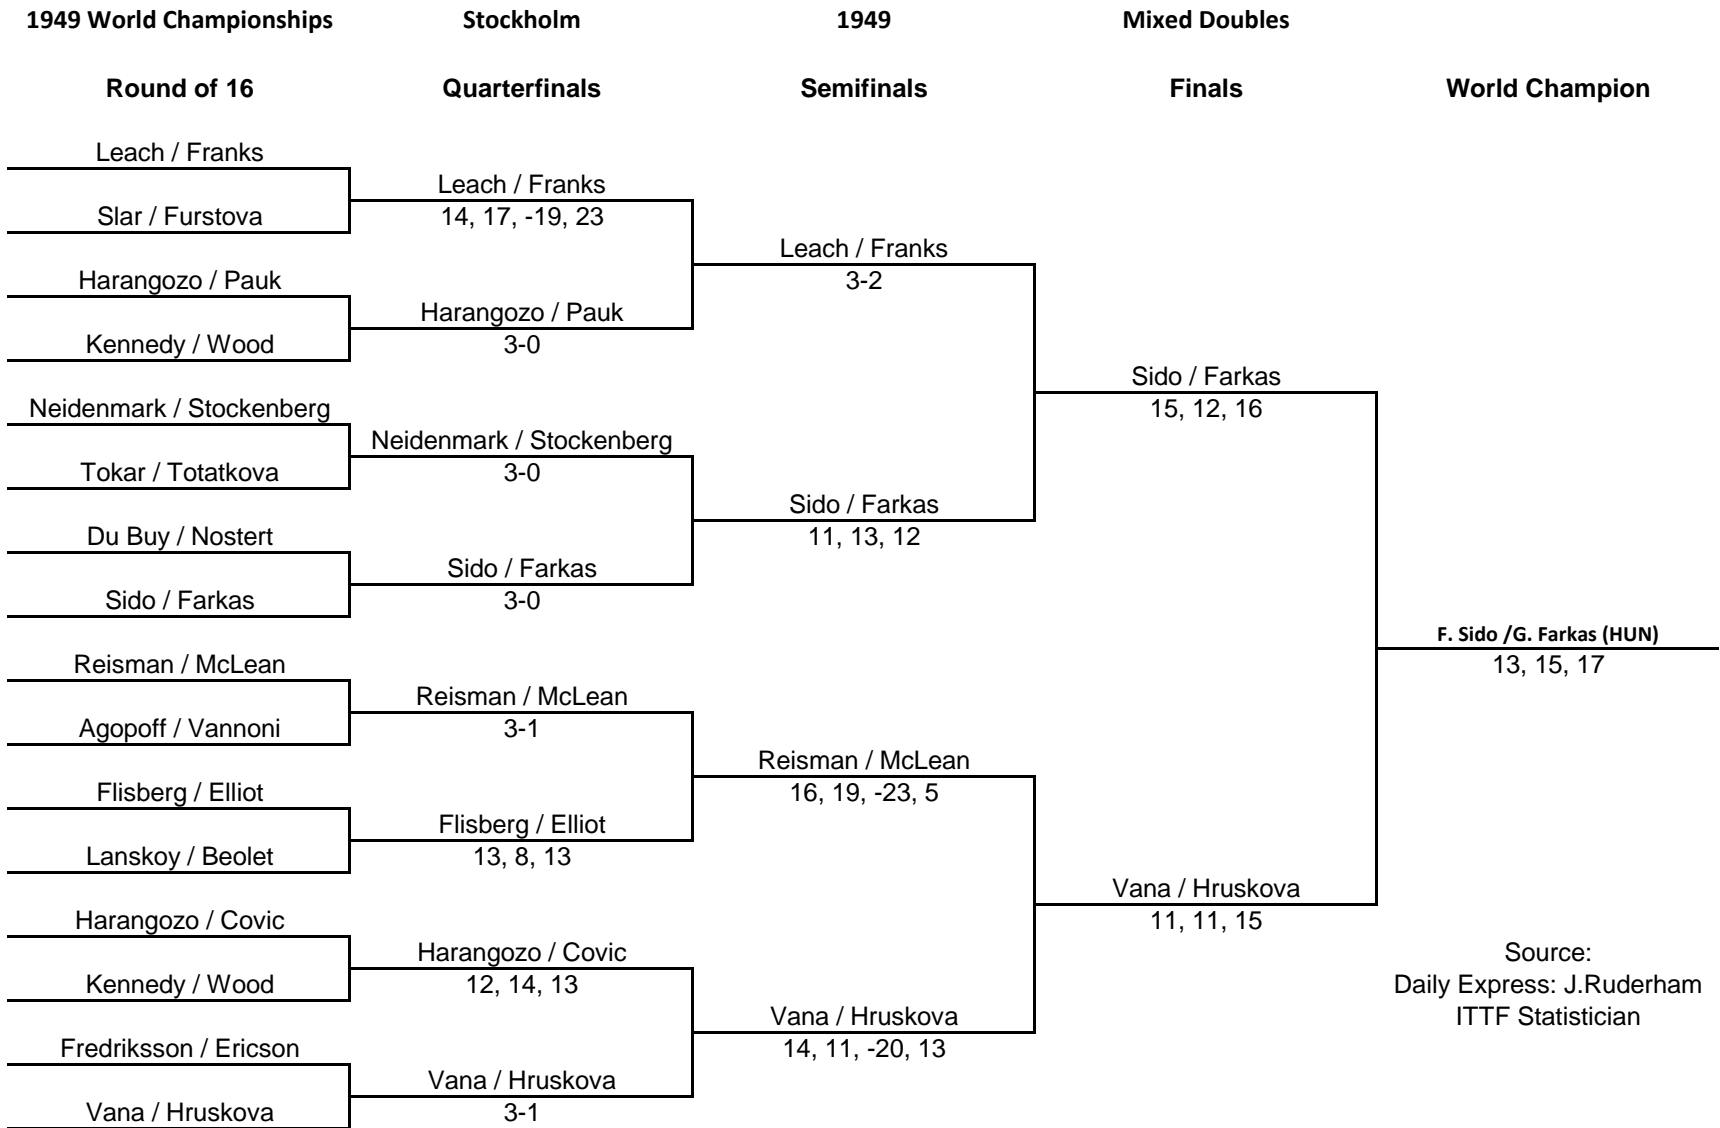 1949 World Championships Stockholm 1949 Mixed Doubles
Round of 16 Quarterfinals Semifinals Finals World Champion
Leach / Franks
Leach / Franks
Slar / Furstova
14, 17, -19, 23
Leach / Franks
Harangozo / Pauk
3-2
Harangozo / Pauk
Kennedy / Wood
3-0
Sido / Farkas
Neidenmark / Stockenberg
15, 12, 16
Neidenmark / Stockenberg
Tokar / Totatkova
3-0
Sido / Farkas
Du Buy / Nostert
11, 13, 12
Sido / Farkas
Sido / Farkas
3-0
F. Sido /G. Farkas (HUN)
Reisman / McLean
13, 15, 17
Reisman / McLean
Agopoff / Vannoni
3-1
Reisman / McLean
Flisberg / Elliot
16, 19, -23, 5
Flisberg / Elliot
Lanskoy / Beolet
13, 8, 13
Vana / Hruskova
Harangozo / Covic
11, 11, 15
Harangozo / Covic
Source:
Kennedy / Wood
12, 14, 13
Daily Express: J.Ruderham
Vana / Hruskova
ITTF Statistician
Fredriksson / Ericson
14, 11, -20, 13
Vana / Hruskova
Vana / Hruskova
3-1